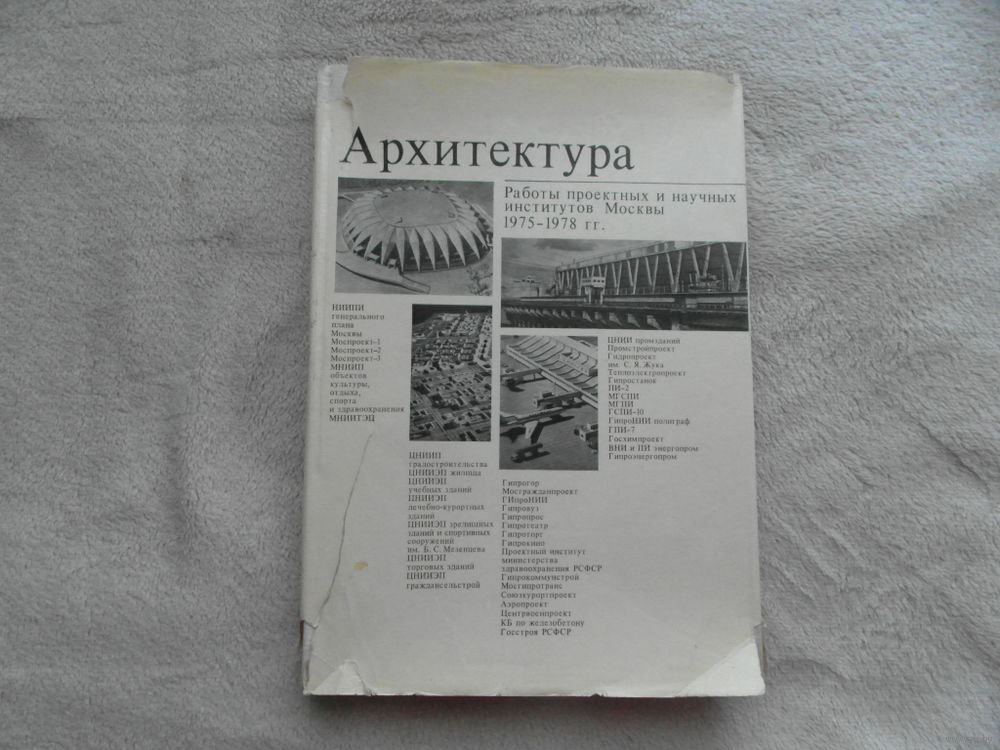 Архитектура
Работы проектных и научных
институтов Москвы
1975-1978 гг.
НИИПИ
генерального
плана
Москвы
Моспроект-1
Моспроект-2
Моспроект-3
МНИИП
объектов
культуры,
отдыха,
спорта
и здравоохранения
МНИИТЭП
ЦНИИП
градостроительства
ЦНИИЭП жилища
ЦНИИЭП
учебных зданий
ЦНИИЭП
лечебно-курортных
зданий
ЦНИИЭП зрелищных
зданий и спортивных
сооружений
им. Б. С. Мезенцева
ЦНИИЭП
торговых зданий
ЦНИИЭП
граждансельстрой
ЦНИИ промзданий
Промстройпроект
Гидропроект
им. С. Я. Жука
Теплоэлектропроект
Гипростанок
ПИ-2
МГСПИ
МГПИ
ГСПИ-10
ГипроНИИ полиграф
ГПИ-7
Госхимпроект
ВНИ и ПИ энергопром
Гипроэнергопром
Гипрогор
Мосгражданпроект
ГИпроНИИ
Гипровуз
Гипропрос
Гипротеатр
Гипроторг
Гипрокино
Проектный институт
министерства
здравоохранения РСФСР
Гипрокоммунстрой
Мосгипротранс
Союзкурортпроект
Аэропроект
Центрвоенпроект
КБ по железобетону
Госстроя РСФСР